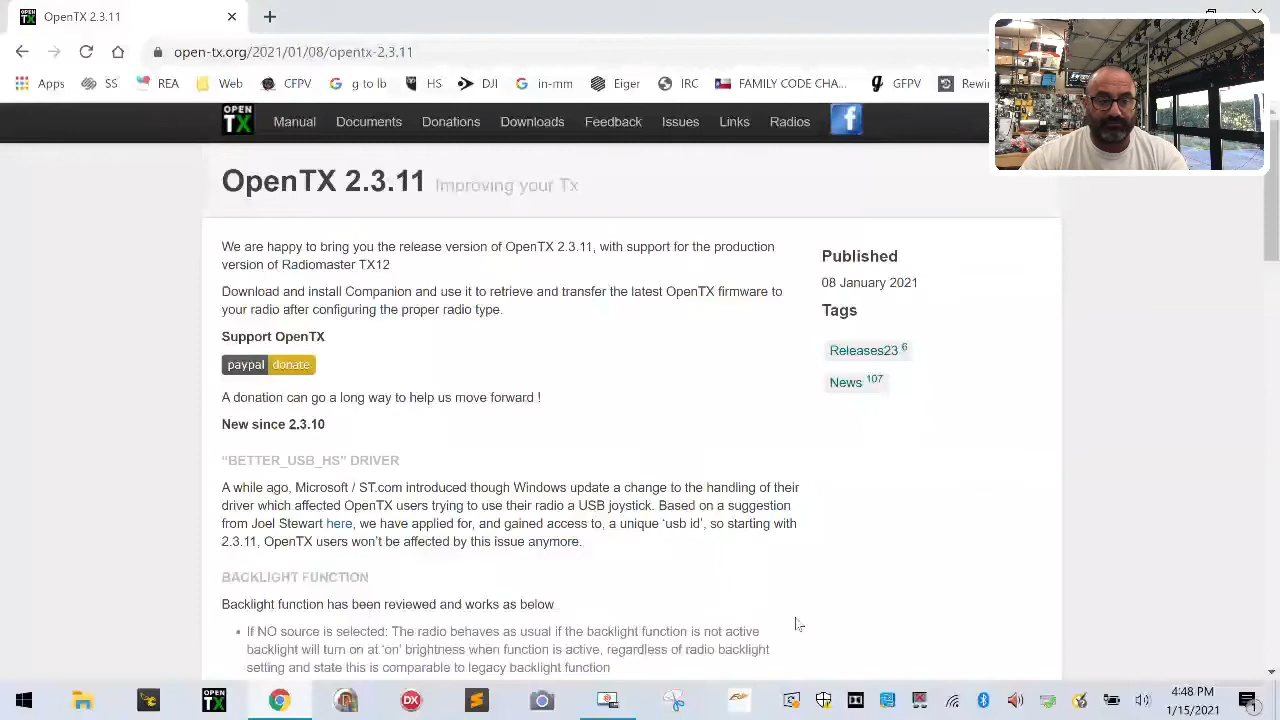 OpenTX 2.3.11
open-tx.org/2021/01/08/opentx-2.3.11
Apps SS REA Web g HS DJI in-m Eiger IRC FAMILY CODE CHA... GFPV Rewin
OPEN TX Manual Documents Donations Downloads Feedback Issues Links Radios
OpenTX 2.3.11 Improving your Tx
We are happy to bring you the release version of OpenTX 2.3.11, with support for the production
version of Radiomaster TX12
Download and install Companion and use it to retrieve and transfer the latest OpenTX firmware to
your radio after configuring the proper radio type.
Support OpenTX
paypal donate
A donation can go a long way to help us move forward !
New since 2.3.10
“BETTER_USB_HS” DRIVER
A while ago, Microsoft / ST.com introduced though Windows update a change to the handling of their
driver which affected OpenTX users trying to use their radio a USB joystick. Based on a suggestion
from Joel Stewart here, we have applied for, and gained access to, a unique ‘usb id’, so starting with
2.3.11, OpenTX users won’t be affected by this issue anymore.
BACKLIGHT FUNCTION
Backlight function has been reviewed and works as below
• If NO source is selected: The radio behaves as usual if the backlight function is not active
backlight will turn on at ‘on’ brightness when function is active, regardless of radio backlight
setting and state this is comparable to legacy backlight function
Published
08 January 2021
Tags
Releases23 6
News 107
OPEN TX
4:48 PM
1/15/2021